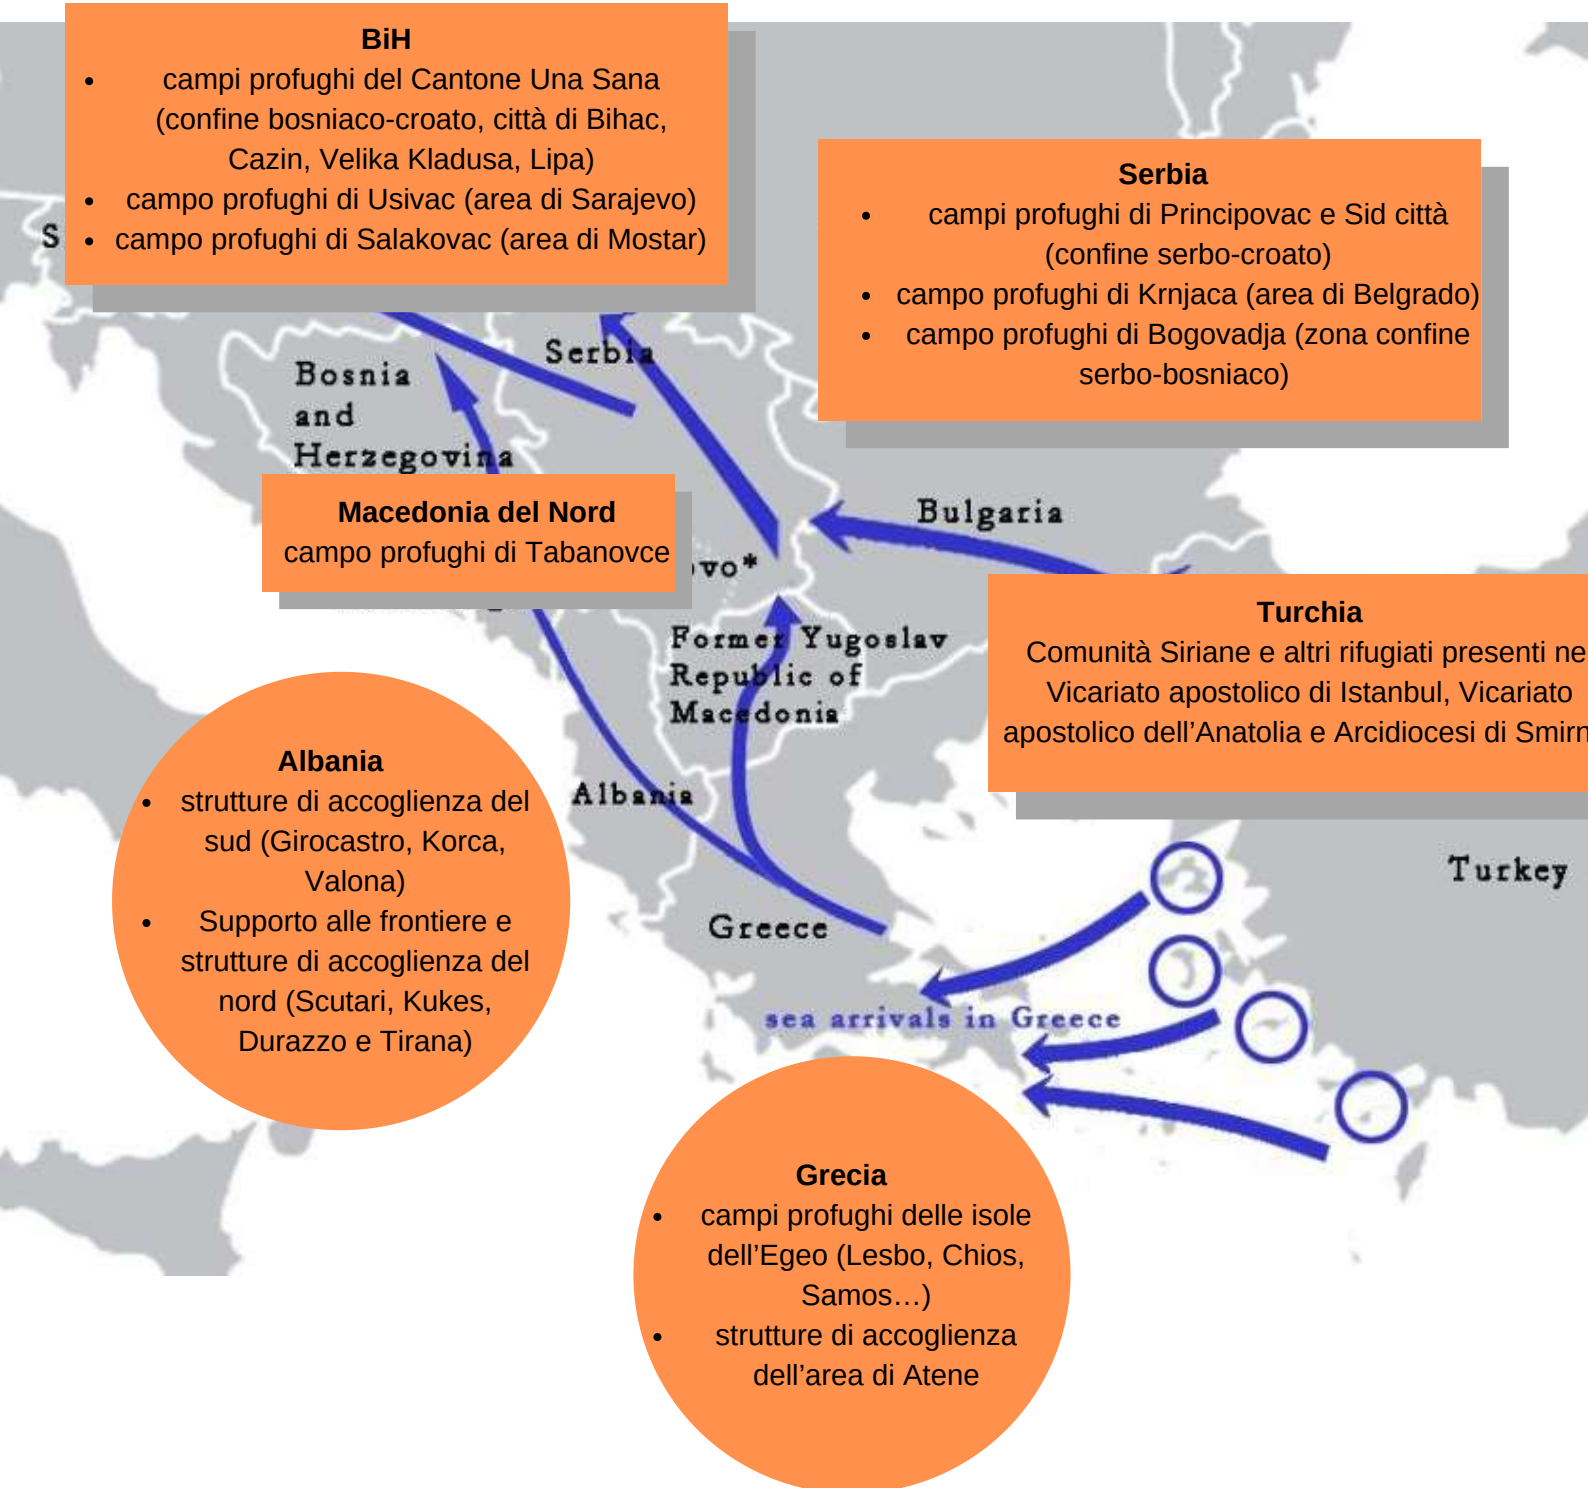 BiH
• campi profughi del Cantone Una Sana
(confine bosniaco-croato, città di Bihac,
Cazin, Velika Kladusa, Lipa)
• campo profughi di Usivac (area di Sarajevo)
• campo profughi di Salakovac (area di Mostar)
S
Serbia
• campi profughi di Principovac e Sid città
(confine serbo-croato)
• campo profughi di Krnjaca (area di Belgrado)
• campo profughi di Bogovadja (zona confine
serbo-bosniaco)
Serbia
Bosnia
and
Herzegovina
Macedonia del Nord
campo profughi di Tabanovce
ovo*
Bulgaria
Turchia
Comunità Siriane e altri rifugiati presenti ne
Vicariato apostolico di Istanbul, Vicariato
apostolico dell'Anatolia e Arcidiocesi di Smirn
Former Yugoslav
Republic of
Macedonia
Albania
• strutture di accoglienza del
sud (Girocastro, Korca,
Valona)
• Supporto alle frontiere e
strutture di accoglienza del
nord (Scutari, Kukes,
Durazzo e Tirana)
Albania
Turkey
Greece
sea arrivals in Greece
Grecia
• campi profughi delle isole
dell'Egeo (Lesbo, Chios,
Samos…)
• strutture di accoglienza
dell'area di Atene